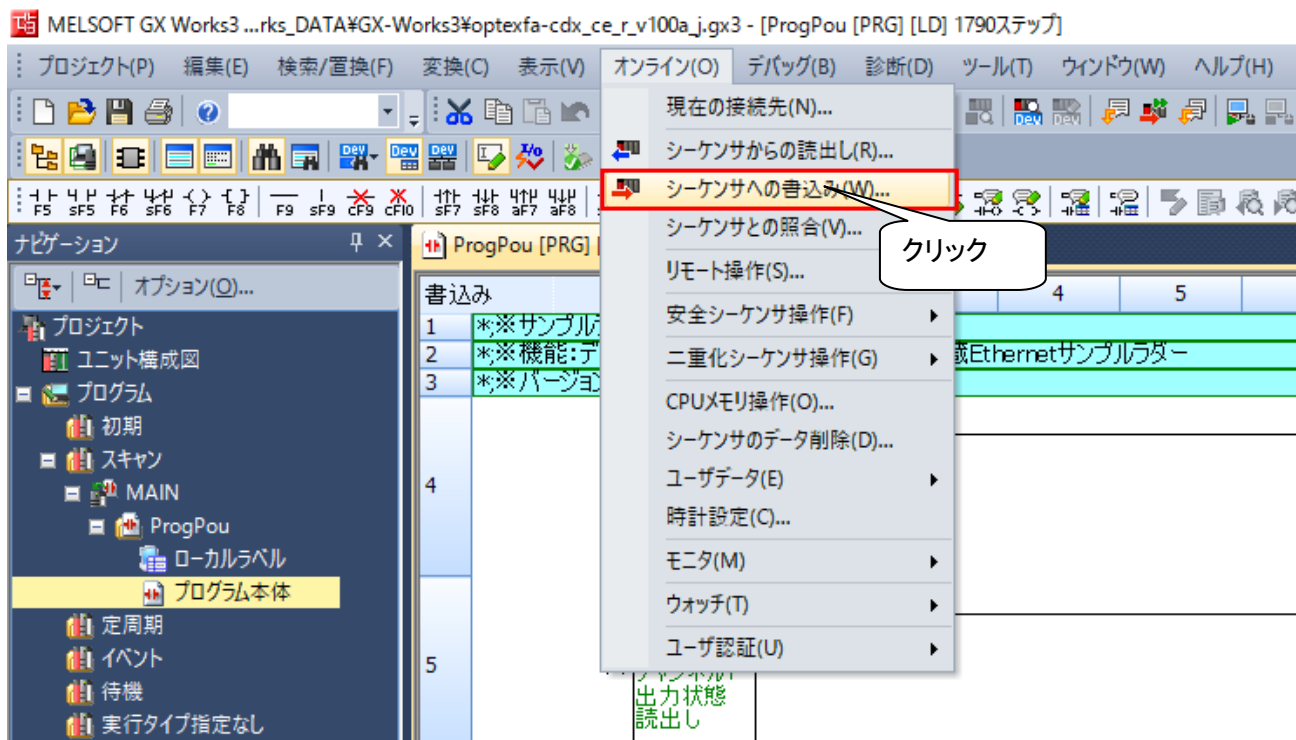 MELSOFT GX Works3 ...rks_DATA¥GX-Works3¥optexfa-cdx_ce_r_v100a_j.gx3 - [ProgPou [PRG] [LD] 1790ステップ]
プロジェクト(P) 編集(E) 検索/置換(F) 変換(C) 表示(V) オンライン(O) デバッグ(B) 診断(D) ツール(T) ウィンドウ(W) ヘルプ(H)
現在の接続先(N)...
シーケンサからの読出し(R)...
シーケンサへの書込み(W)...
シーケンサとの照合(V)...
リモート操作(S)...
安全シーケンサ操作(F)
二重化シーケンサ操作(G)
CPUメモリ操作(O)...
シーケンサのデータ削除(D)...
ユーザデータ(E)
時計設定(C)...
モニタ(M)
ウォッチ(T)
ユーザ認証(U)
クリック
F5 sF5 F6 sF6 F7 F8 F9 sF9 cF9 cF10 sF7 sF8 aF7 aF8
ナビゲーション
オプション(O)...
プロジェクト
ユニット構成図
プログラム
初期
スキャン
MAIN
ProgPou
ローカルラベル
プログラム本体
定周期
イベント
待機
実行タイプ指定なし
ProgPou [PRG]
書込み 4 5
1 *;※サンプル
2 *;※機能:デ Ethernetサンプルラダー
3 *;※バージョン
4
5
出力状態
読出し